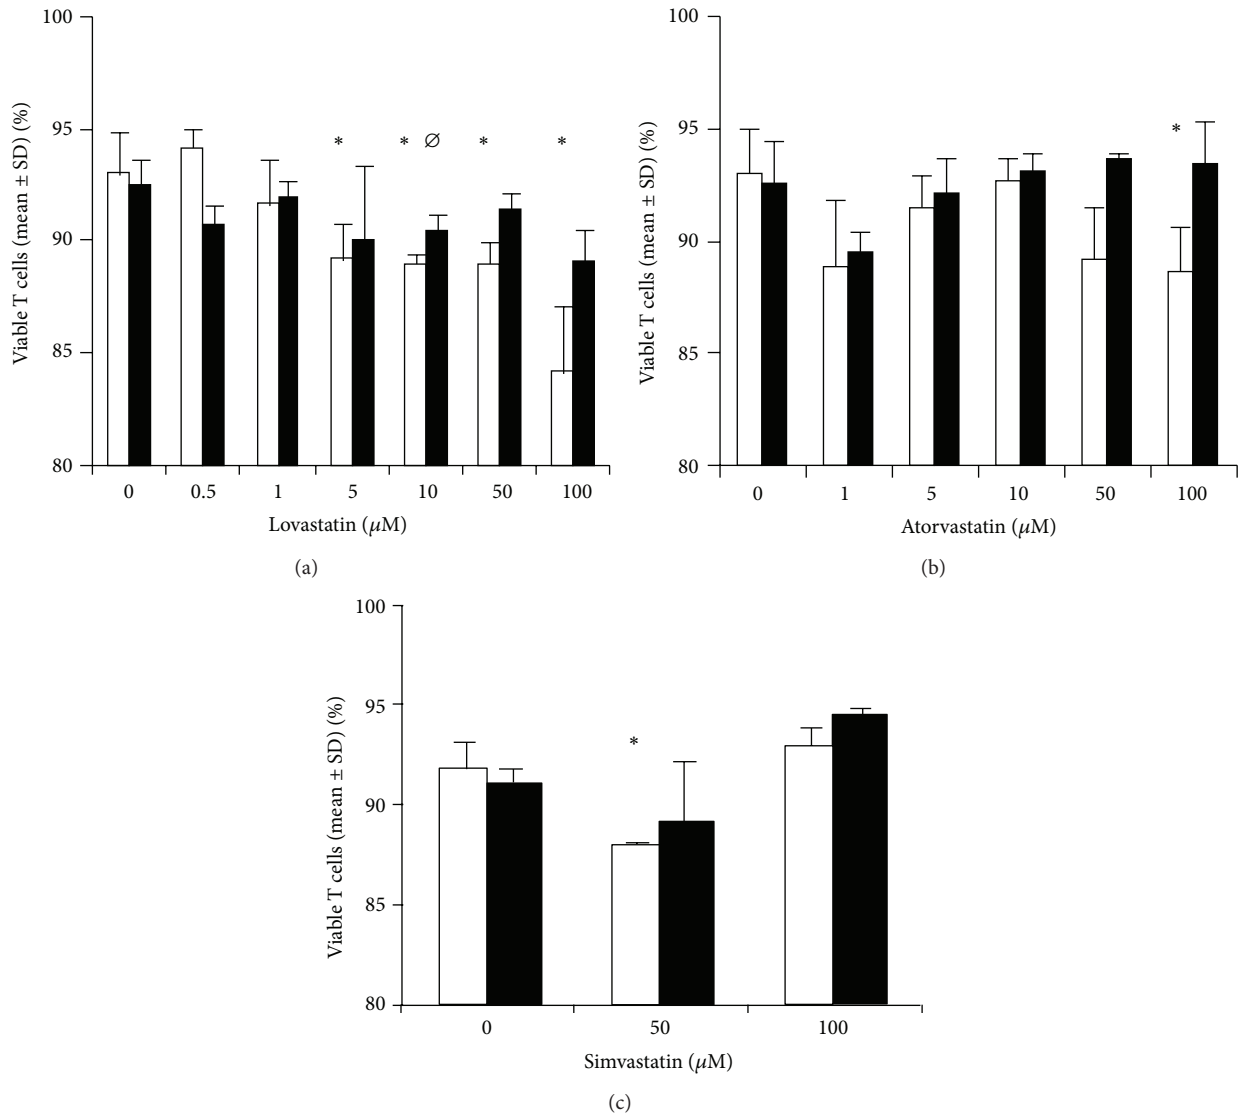 100
95
90
85
80
Viable T cells (mean ± SD) (%)
* * ∅ * *
0 0.5 1 5 10 50 100
Lovastatin (μM)
(a)
100
95
90
85
80
Viable T cells (mean ± SD) (%)
*
0 1 5 10 50 100
Atorvastatin (μM)
(b)
100
95
90
85
80
Viable T cells (mean ± SD) (%)
*
0 50 100
Simvastatin (μM)
(c)